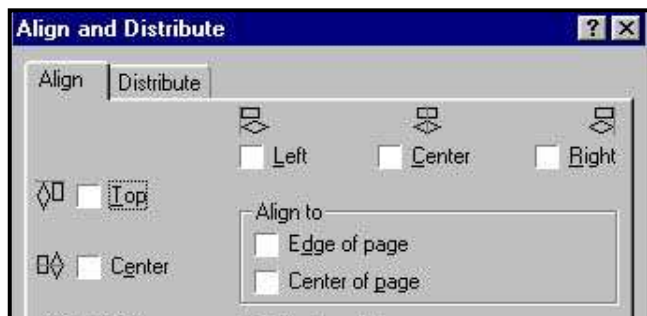 Align and Distribute
Align Distribute
Left Center Right
Top
Align to
Edge of page
Center
Center of page